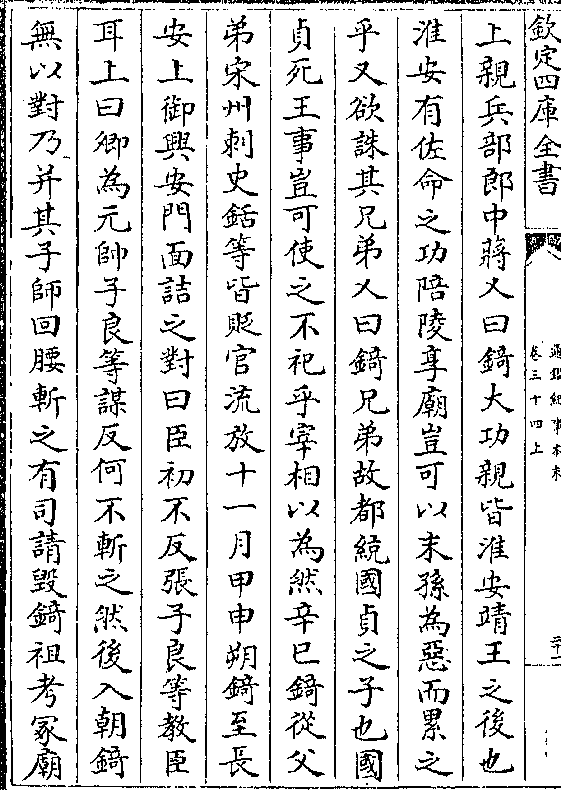 欽定四庫全書
通鑑紀事本末
卷三十四上
上親兵部郎中蔣乂曰錡大功親皆淮安靖王之後也
淮安有佐命之功陪陵享廟豈可以末孫為惡而累之
乎又欲誅其兄弟乂曰錡兄弟故都統國貞之子也國
貞死王事豈可使之不祀乎宰相以為然辛巳錡從父
弟宋州刺史銛等皆貶官流放十一月甲申朔錡至長
安上御興安門面詰之對曰臣初不反張子良等教臣
耳上曰卿為元帥子良等謀反何不斬之然後入朝錡
無以對乃并其子師回腰斬之有司請毀錡祖考冢廟